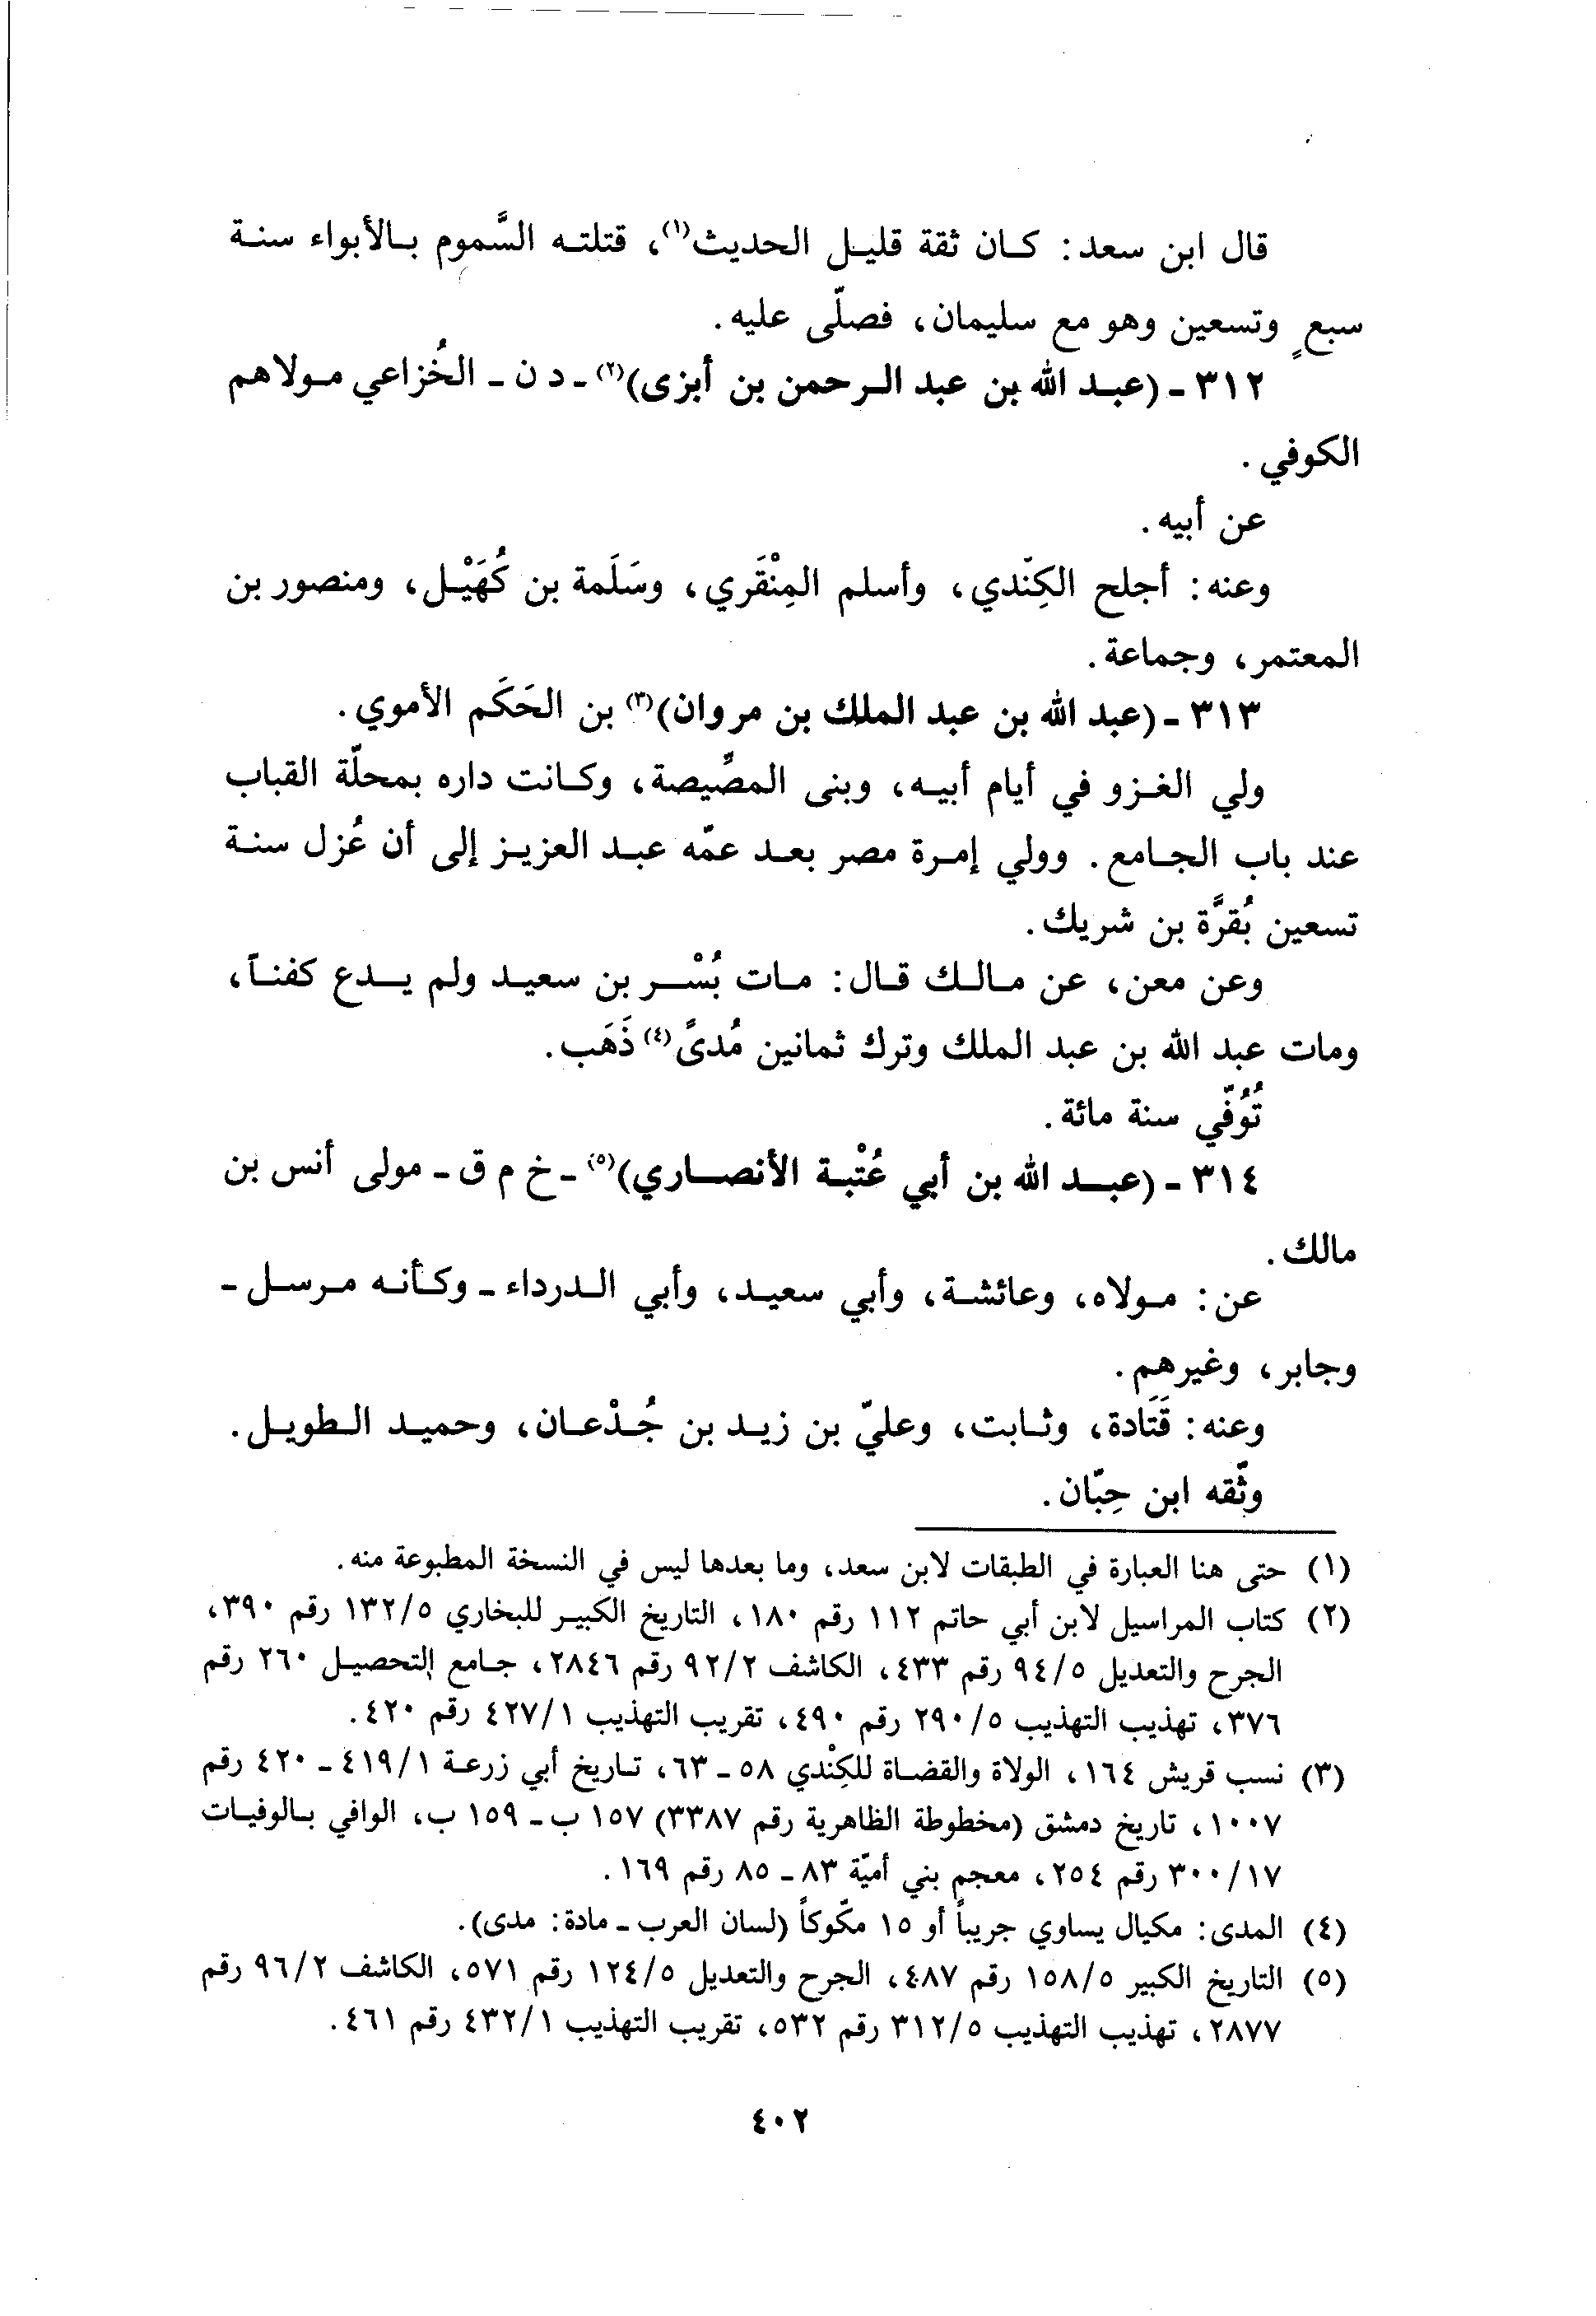 قال ابن سعد: كان ثقة قليل الحديث(١)، قتلته السَّموم بالأبواء سنة
سبعٍ وتسعين وهو مع سليمان، فصلّى عليه.
٣١٢ - (عبد الله بن عبد الرحمن بن أبزى)(٢) - د ن - الخُزاعي مولاهم
الكوفي.
عن أبيه.
وعنه: أجلح الكِنْدي، وأسلم المِنْقَري، وسَلَمة بن كُهَيْل، ومنصور بن
المعتمر، وجماعة.
٣١٣ - (عبد الله بن عبد الملك بن مروان)(٣) بن الحَكَم الأموي.
ولي الغزو في أيام أبيه، وبنى المصِّيصة، وكانت داره بمحلّة القباب
عند باب الجامع. وولي إمرة مصر بعد عمّه عبد العزيز إلى أن عُزل سنة
تسعين بُقرَّة بن شريك.
وعن معن، عن مالك قال: مات بُسْر بن سعيد ولم يدع كفناً،
ومات عبد الله بن عبد الملك وترك ثمانين مُدىً(٤) ذَهَب.
تُوُفّي سنة مائة.
٣١٤ - (عبد الله بن أبي عُتْبة الأنصاري)(٥) - خ م ق - مولى أنس بن
مالك.
عن: مولاه، وعائشة، وأبي سعيد، وأبي الدرداء - وكأنه مرسل -
وجابر، وغيرهم.
وعنه: قَتَادة، وثابت، وعليّ بن زيد بن جُدْعان، وحميد الطويل.
وثّقه ابن حِبّان.
(١) حتى هنا العبارة في الطبقات لابن سعد، وما بعدها ليس في النسخة المطبوعة منه.
(٢) كتاب المراسيل لابن أبي حاتم ١١٢ رقم ١٨٠، التاريخ الكبير للبخاري ١٣٢/٥ رقم ٣٩٠،
الجرح والتعديل ٩٤/٥ رقم ٤٣٣، الكاشف ٩٢/٢ رقم ٢٨٤٦، جامع التحصيل ٢٦٠ رقم
٣٧٦، تهذيب التهذيب ٢٩٠/٥ رقم ٤٩٠، تقريب التهذيب ٤٢٧/١ رقم ٤٢٠.
(٣) نسب قريش ١٦٤، الولاة والقضاة للكِنْدي ٥٨ - ٦٣، تاريخ أبي زرعة ٤١٩/١ - ٤٢٠ رقم
١٠٠٧، تاريخ دمشق (مخطوطة الظاهرية رقم ٣٣٨٧) ١٥٧ ب - ١٥٩ ب، الوافي بالوفيات
٣٠٠/١٧ رقم ٢٥٤، معجم بني أميّة ٨٣ - ٨٥ رقم ١٦٩.
(٤) المدى: مكيال يساوي جريباً أو ١٥ مكّوكاً (لسان العرب - مادة: مدى).
(٥) التاريخ الكبير ١٥٨/٥ رقم ٤٨٧، الجرح والتعديل ١٢٤/٥ رقم ٥٧١، الكاشف ٩٦/٢ رقم
٢٨٧٧، تهذيب التهذيب ٣١٢/٥ رقم ٥٣٢، تقريب التهذيب ٤٣٢/١ رقم ٤٦١.
٤٠٢